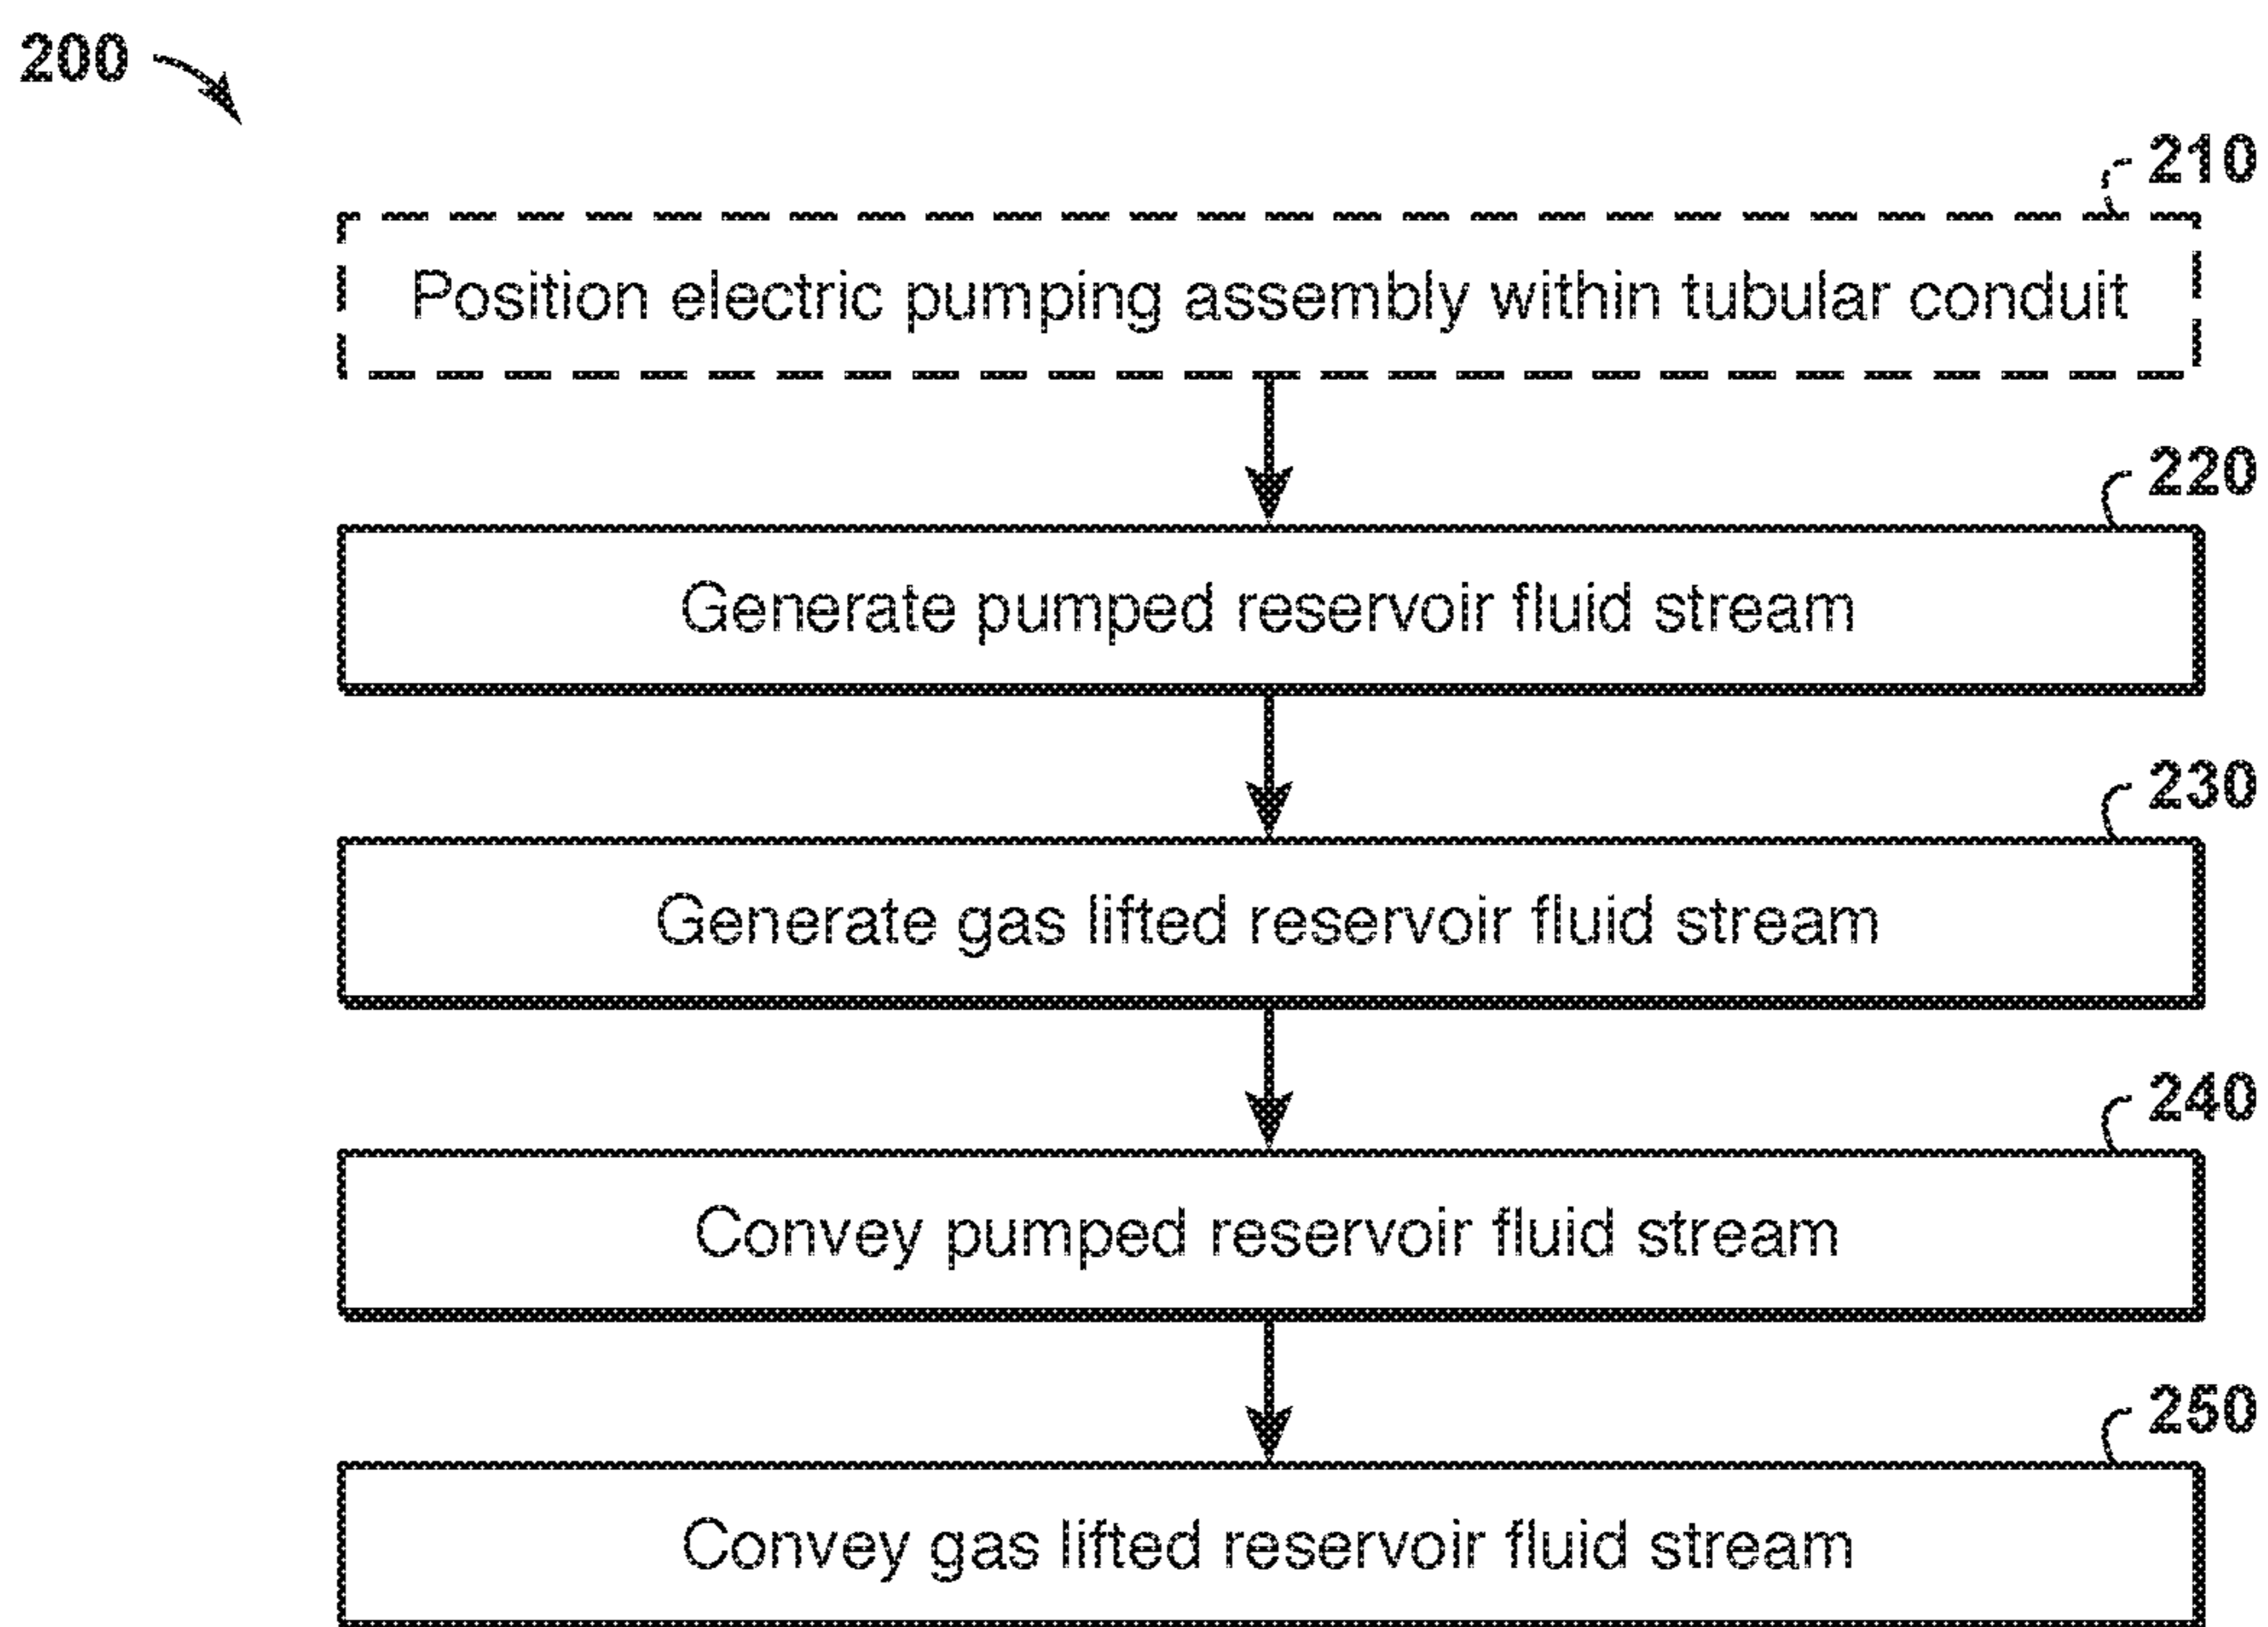 200
210
Position electric pumping assembly within tubular conduit
220
Generate pumped reservoir fluid stream
230
Generate gas lifted reservoir fluid stream
240
Convey pumped reservoir fluid stream
250
Convey gas lifted reservoir fluid stream